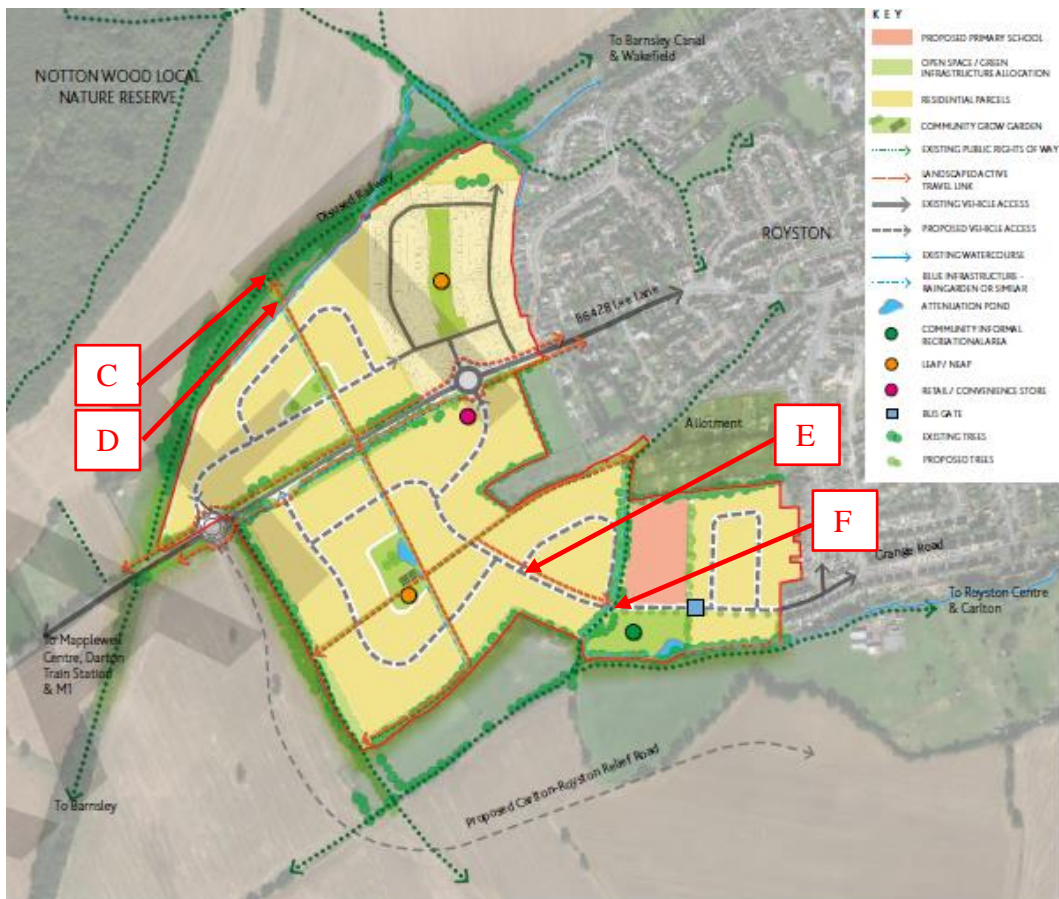 NOTTON WOOD LOCAL
NATURE RESERVE
To Barnsley Canal
& Wakefield
Disused Railway
ROYSTON
B6428 Lee Lane
C
D
Allotment
E
F
Grange Road
To Royston Centre
& Carlton
To Mapplewell
Centre, Darton
Train Station
& M1
Proposed Carlton-Royston Relief Road
To Barnsley
KEY
PROPOSED PRIMARY SCHOOL
OPEN SPACE / GREEN
INFRASTRUCTURE ALLOCATION
RESIDENTIAL PARCELS
COMMUNITY GROW GARDEN
EXISTING PUBLIC RIGHTS OF WAY
LANDSCAPED ACTIVE
TRAVEL LINK
EXISTING VEHICLE ACCESS
PROPOSED VEHICLE ACCESS
EXISTING WATERCOURSE
BLUE INFRASTRUCTURE -
RAINGARDEN OR SIMILAR
ATTENUATION POND
COMMUNITY INFORMAL
RECREATIONAL AREA
LEAP/ NEAP
RETAIL / CONVENIENCE STORE
BUS GATE
EXISTING TREES
PROPOSED TREES